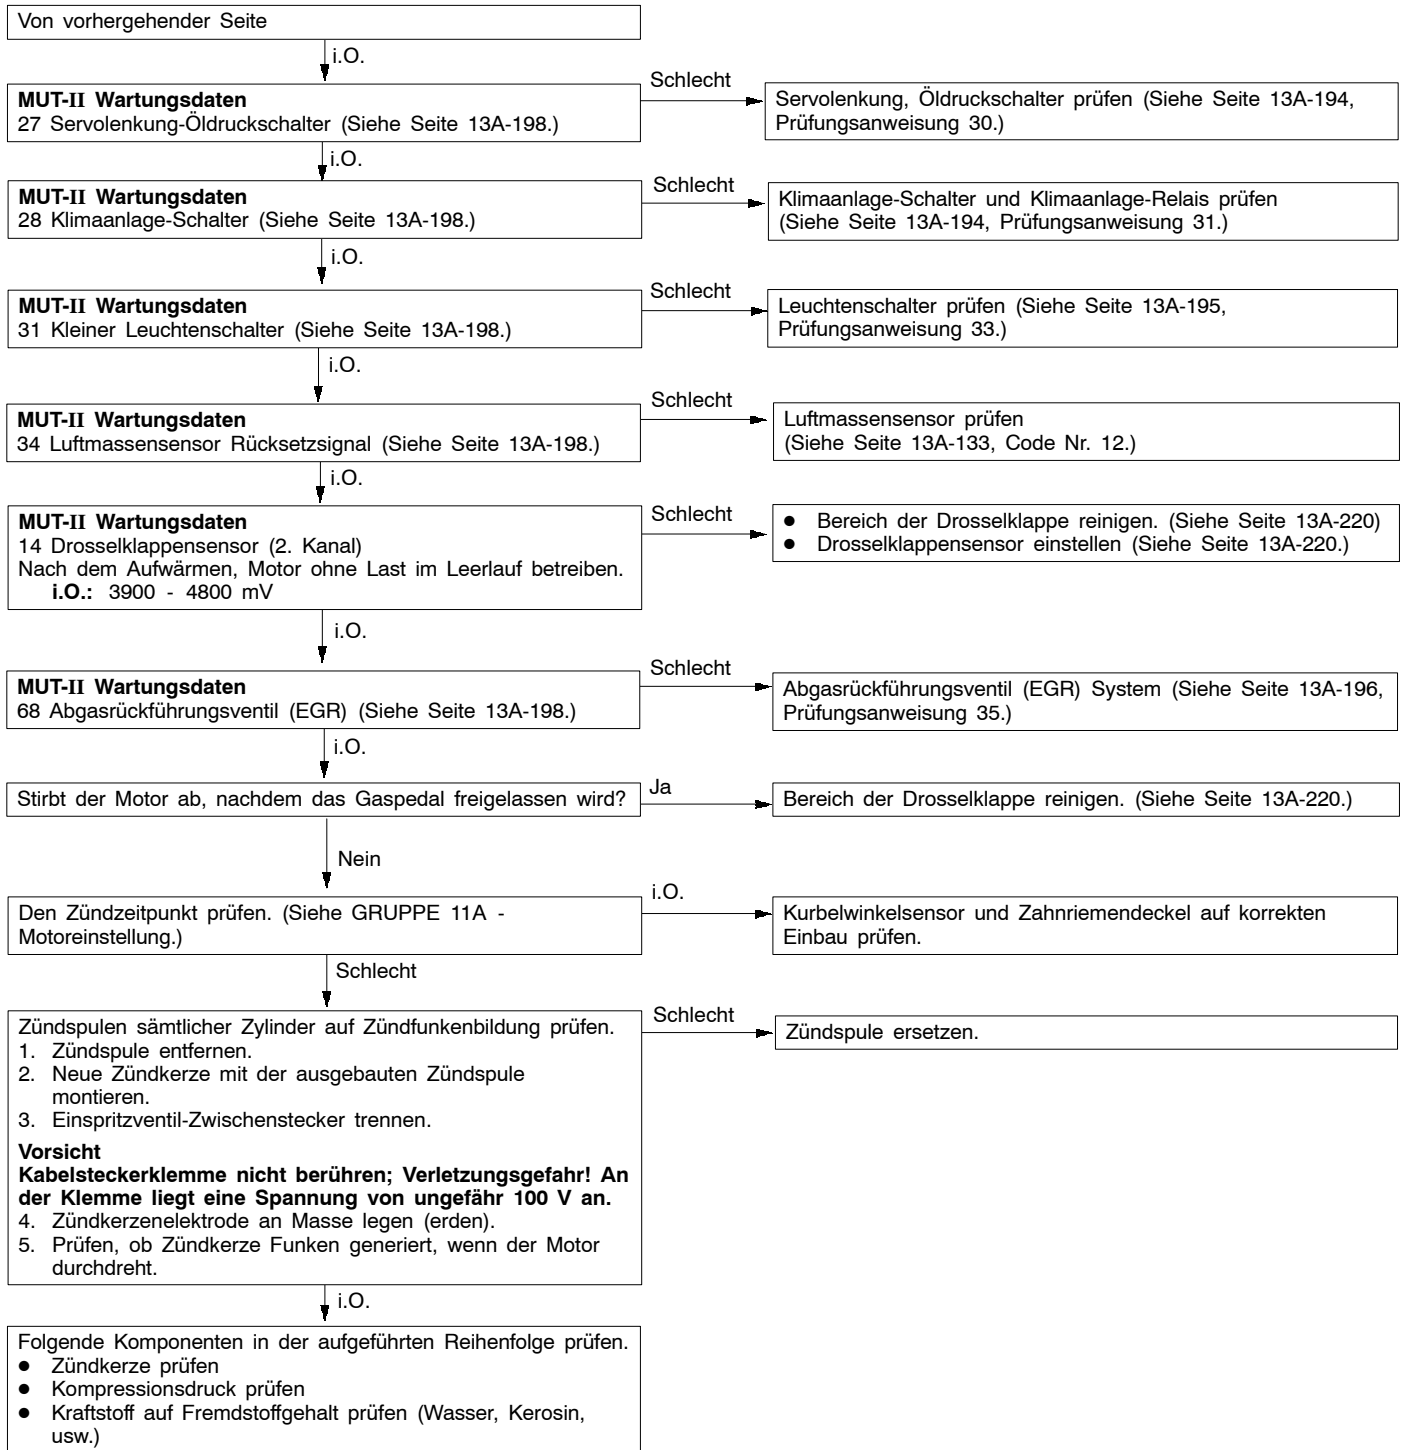 Von vorhergehender Seite
i.O.
MUT-II Wartungsdaten
27 Servolenkung-Öldruckschalter (Siehe Seite 13A-198.)
Schlecht
Servolenkung, Öldruckschalter prüfen (Siehe Seite 13A-194,
Prüfungsanweisung 30.)
i.O.
MUT-II Wartungsdaten
28 Klimaanlage-Schalter (Siehe Seite 13A-198.)
Schlecht
Klimaanlage-Schalter und Klimaanlage-Relais prüfen
(Siehe Seite 13A-194, Prüfungsanweisung 31.)
i.O.
MUT-II Wartungsdaten
31 Kleiner Leuchtenschalter (Siehe Seite 13A-198.)
Schlecht
Leuchtenschalter prüfen (Siehe Seite 13A-195,
Prüfungsanweisung 33.)
i.O.
MUT-II Wartungsdaten
34 Luftmassensensor Rücksetzsignal (Siehe Seite 13A-198.)
Schlecht
Luftmassensensor prüfen
(Siehe Seite 13A-133, Code Nr. 12.)
i.O.
MUT-II Wartungsdaten
14 Drosselklappensensor (2. Kanal)
Nach dem Aufwärmen, Motor ohne Last im Leerlauf betreiben.
i.O.: 3900 - 4800 mV
Schlecht
● Bereich der Drosselklappe reinigen. (Siehe Seite 13A-220)
● Drosselklappensensor einstellen (Siehe Seite 13A-220.)
i.O.
MUT-II Wartungsdaten
68 Abgasrückführungsventil (EGR) (Siehe Seite 13A-198.)
Schlecht
Abgasrückführungsventil (EGR) System (Siehe Seite 13A-196,
Prüfungsanweisung 35.)
i.O.
Stirbt der Motor ab, nachdem das Gaspedal freigelassen wird?
Ja
Bereich der Drosselklappe reinigen. (Siehe Seite 13A-220.)
Nein
Den Zündzeitpunkt prüfen. (Siehe GRUPPE 11A -
Motoreinstellung.)
i.O.
Kurbelwinkelsensor und Zahnriemendeckel auf korrekten
Einbau prüfen.
Schlecht
Zündspulen sämtlicher Zylinder auf Zündfunkenbildung prüfen.
1. Zündspule entfernen.
2. Neue Zündkerze mit der ausgebauten Zündspule
montieren.
3. Einspritzventil-Zwischenstecker trennen.
Vorsicht
Kabelsteckerklemme nicht berühren; Verletzungsgefahr! An
der Klemme liegt eine Spannung von ungefähr 100 V an.
4. Zündkerzenelektrode an Masse legen (erden).
5. Prüfen, ob Zündkerze Funken generiert, wenn der Motor
durchdreht.
Schlecht
Zündspule ersetzen.
i.O.
Folgende Komponenten in der aufgeführten Reihenfolge prüfen.
● Zündkerze prüfen
● Kompressionsdruck prüfen
● Kraftstoff auf Fremdstoffgehalt prüfen (Wasser, Kerosin,
usw.)